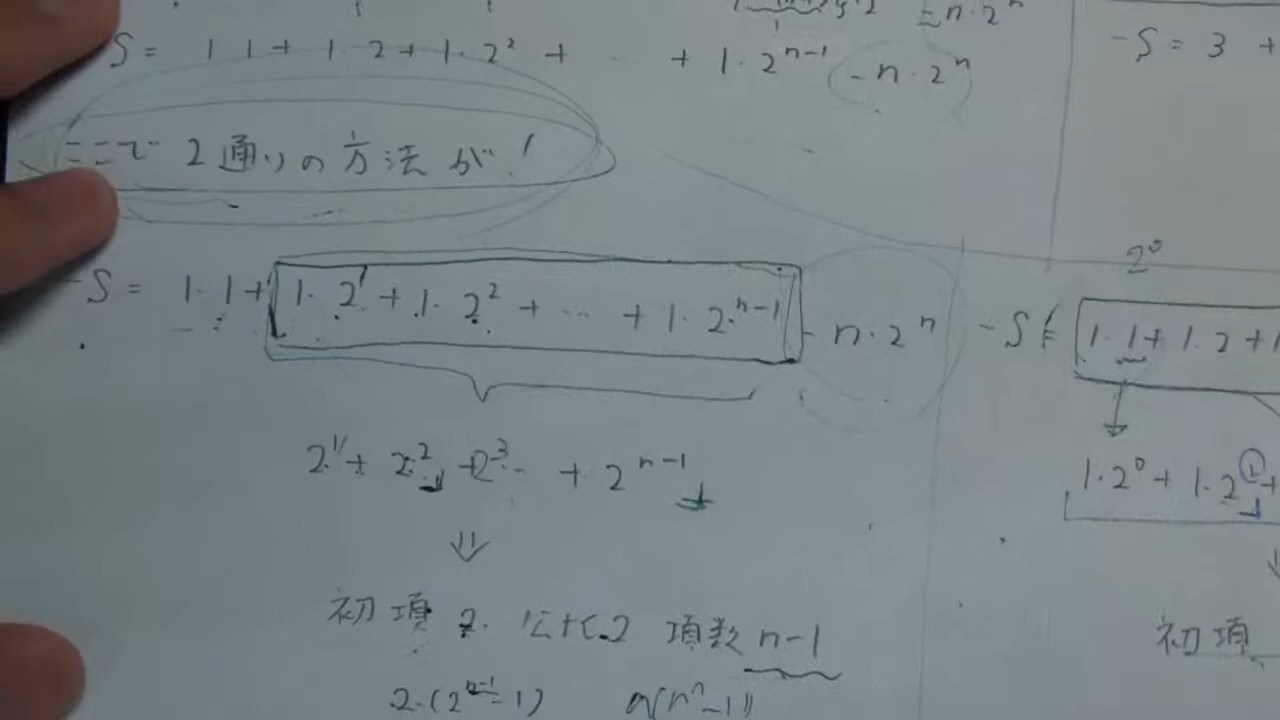 = n・2ⁿ
S = 1・1 + 1・2 + 1・2² + … + 1・2ⁿ⁻¹ - n・2ⁿ
-S = 3 +
ここで 2通りの方法が!
-S = 1・1 + 1・2¹ + 1・2² + … + 1・2ⁿ⁻¹ - n・2ⁿ
2⁰
-S = 1・1 + 1・2 + 1
2¹ + 2² + 2³ … + 2ⁿ⁻¹
1・2⁰ + 1・2¹ +
⇓
初項 2. 公比.2 項数 n-1
初項
2・(2ⁿ⁻¹-1)